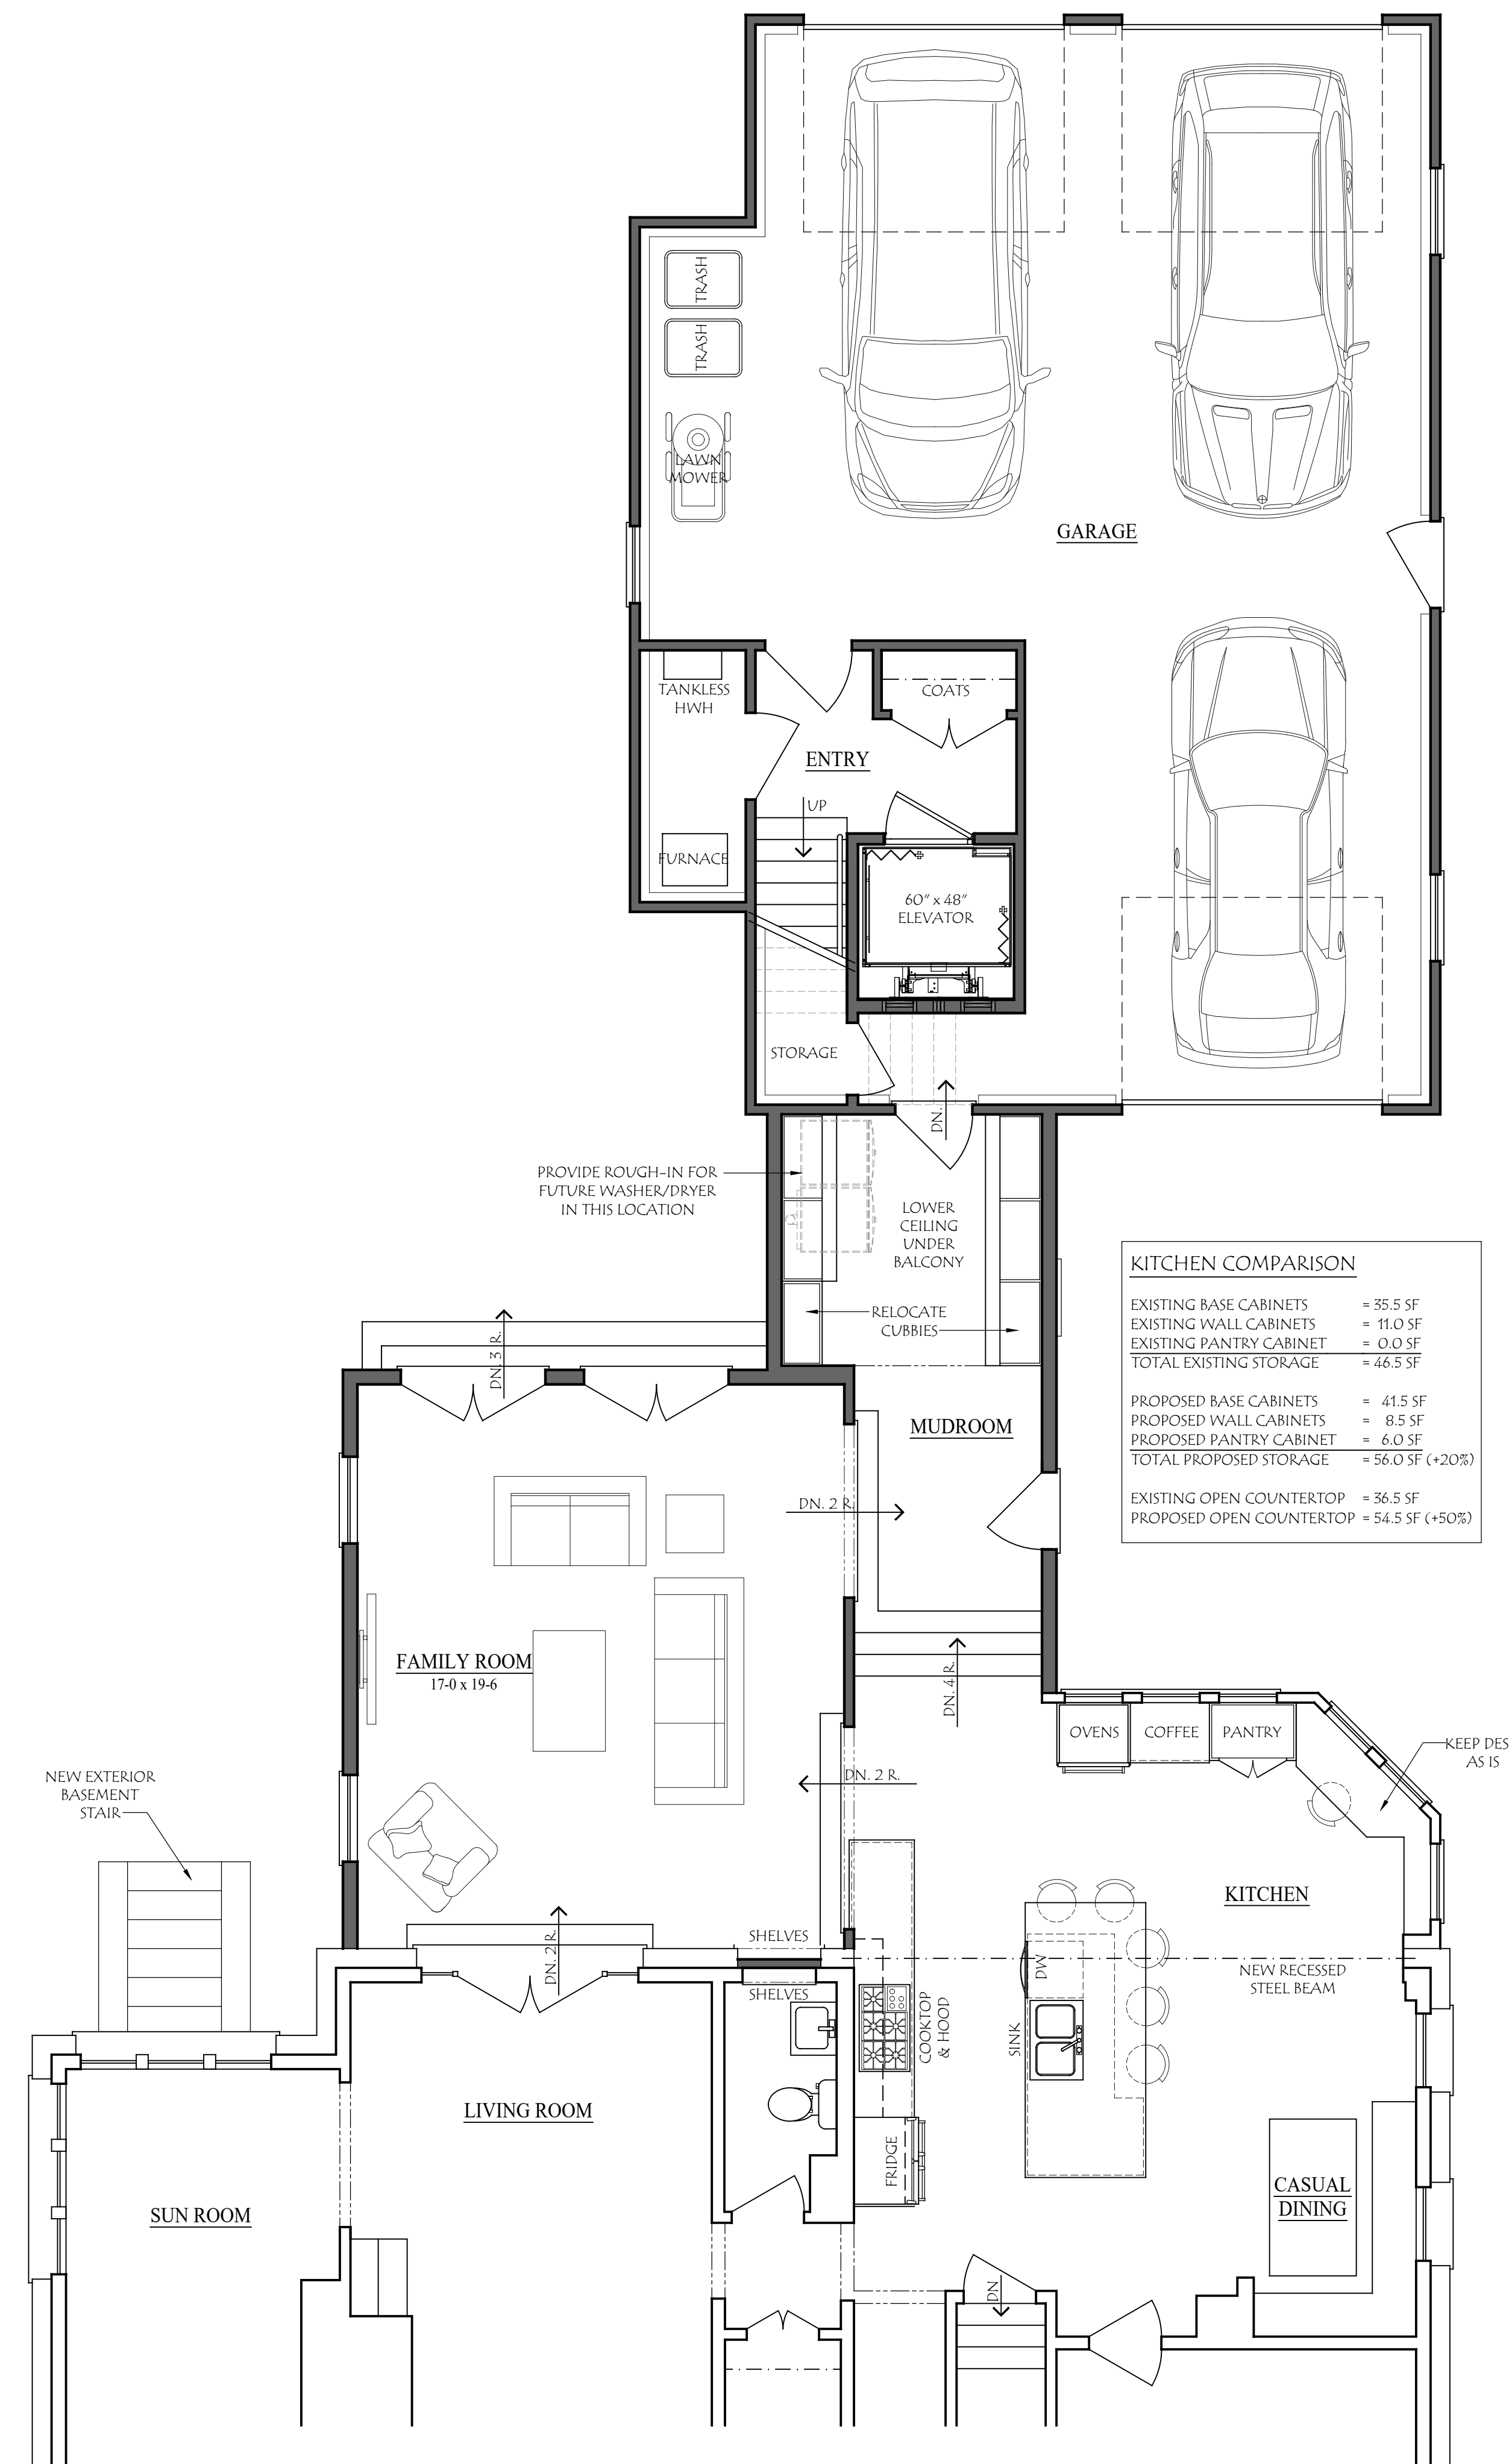 TRASH
TRASH
LAWN
MOWER
GARAGE
TANKLESS
HWH
COATS
ENTRY
UP
FURNACE
60" x 48"
ELEVATOR
STORAGE
DN.
PROVIDE ROUGH-IN FOR
FUTURE WASHER/DRYER
IN THIS LOCATION
LOWER
CEILING
UNDER
BALCONY
RELOCATE
CUBBIES
KITCHEN COMPARISON
EXISTING BASE CABINETS = 35.5 SF
EXISTING WALL CABINETS = 11.0 SF
EXISTING PANTRY CABINET = 0.0 SF
TOTAL EXISTING STORAGE = 46.5 SF
PROPOSED BASE CABINETS = 41.5 SF
PROPOSED WALL CABINETS = 8.5 SF
PROPOSED PANTRY CABINET = 6.0 SF
TOTAL PROPOSED STORAGE = 56.0 SF (+20%)
EXISTING OPEN COUNTERTOP = 36.5 SF
PROPOSED OPEN COUNTERTOP = 54.5 SF (+50%)
DN. 3 R.
MUDROOM
DN. 2 R.
FAMILY ROOM
17-0 x 19-6
DN. 4 R.
OVENS
COFFEE
PANTRY
KEEP DES
AS IS
DN. 2 R.
NEW EXTERIOR
BASEMENT
STAIR
KITCHEN
SHELVES
DN. 2 R.
DW
NEW RECESSED
STEEL BEAM
SHELVES
COOKTOP
& HOOD
SINK
LIVING ROOM
FRIDGE
CASUAL
DINING
SUN ROOM
DN